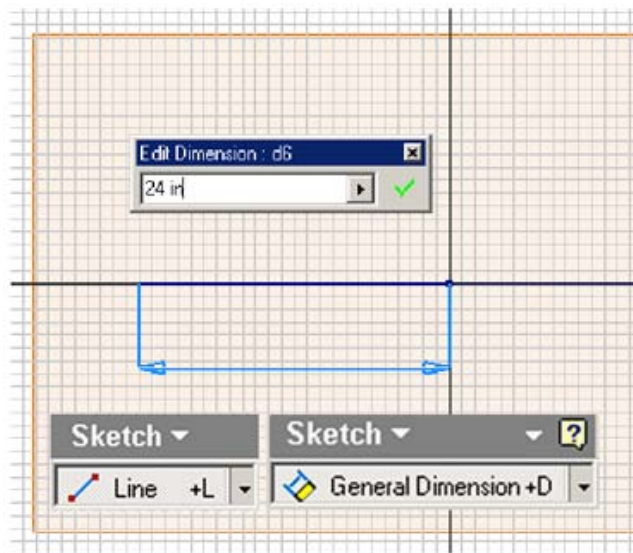 Edit Dimension : d6
24 in
Sketch
Line +L
Sketch
General Dimension +D